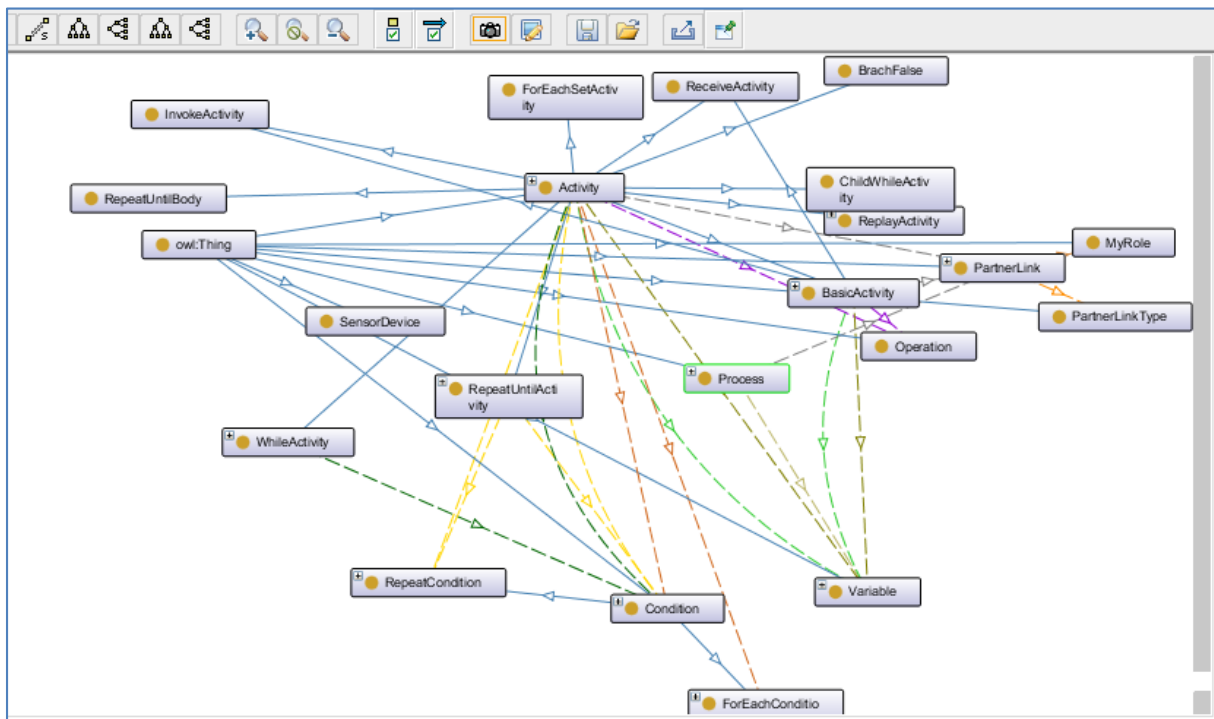 S
BrachFalse
ForEachSetActiv
ity
ReceiveActivity
InvokeActivity
Activity
ChildWhileActiv
ity
RepeatUntilBody
ReplayActivity
owl:Thing
MyRole
PartnerLink
BasicActivity
SensorDevice
PartnerLinkType
Operation
Process
RepeatUntilActi
vity
WhileActivity
RepeatCondition
Variable
Condition
ForEachConditio